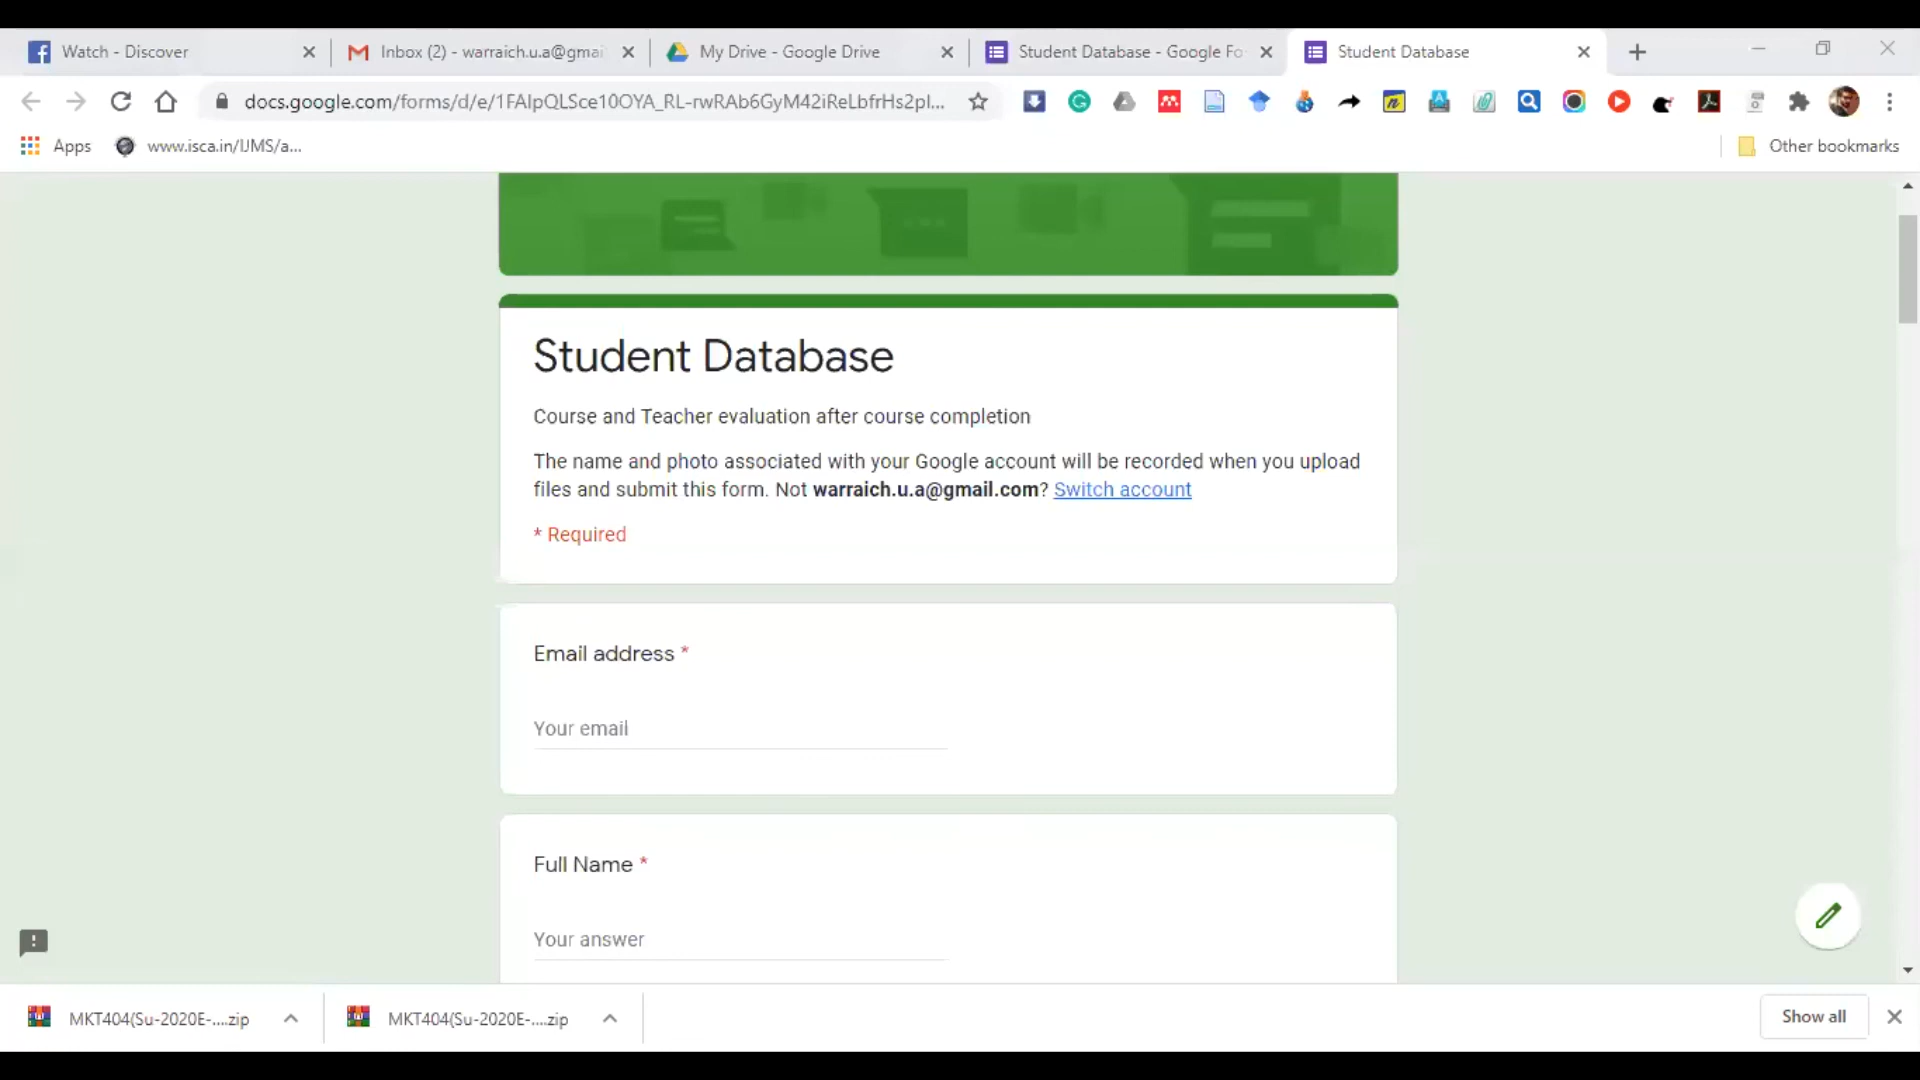 Watch - Discover
Inbox (2) - warraich.u.a@gmai
My Drive - Google Drive
Student Database - Google Fo
Student Database
docs.google.com/forms/d/e/1FAIpQLSce10OYA_RL-rwRAb6GyM42iReLbfrHs2pI...
Apps
www.isca.in/IJMS/a...
Other bookmarks
Student Database
Course and Teacher evaluation after course completion
The name and photo associated with your Google account will be recorded when you upload
files and submit this form. Not warraich.u.a@gmail.com? Switch account
* Required
Email address *
Your email
Full Name *
Your answer
MKT404(Su-2020E-....zip
MKT404(Su-2020E-....zip
Show all